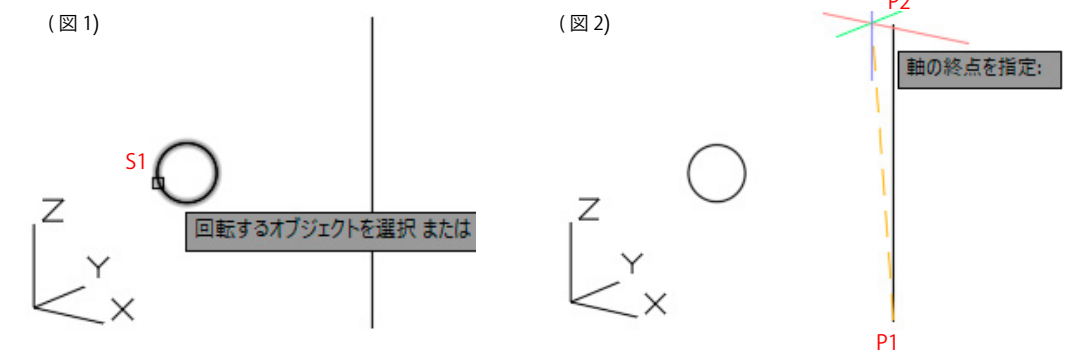 (図1)
S1
回転するオブジェクトを選択 または
Z
Y
X
(図2)
P2
軸の終点を指定:
Z
Y
X
P1